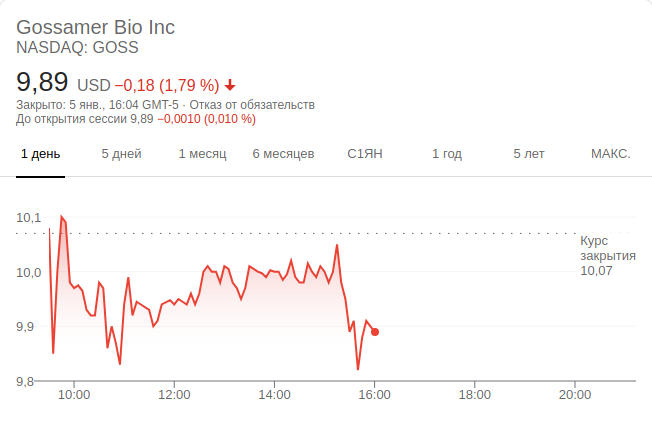 Gossamer Bio Inc
NASDAQ: GOSS
9,89 USD −0,18 (1,79 %)
Закрыто: 5 янв., 16:04 GMT-5 · Отказ от обязательств
До открытия сессии 9,89 −0,0010 (0,010 %)
1 день 5 дней 1 месяц 6 месяцев С1ЯН 1 год 5 лет МАКС.
10,1
Курс
закрытия
10,07
10,0
9,9
9,8
10:00 12:00 14:00 16:00 18:00 20:00